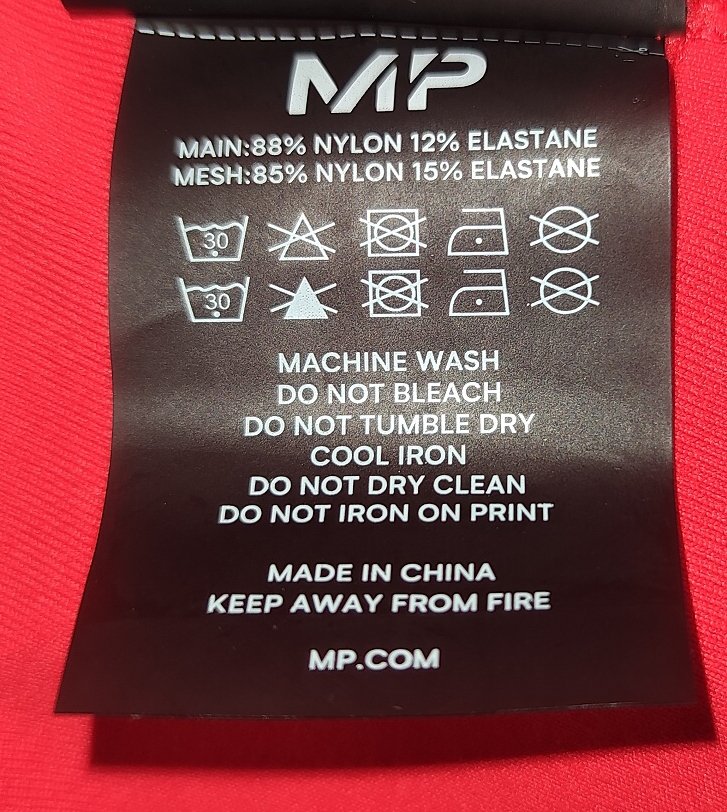 MP
MAIN:88% NYLON 12% ELASTANE
MESH:85% NYLON 15% ELASTANE
30
30
MACHINE WASH
DO NOT BLEACH
DO NOT TUMBLE DRY
COOL IRON
DO NOT DRY CLEAN
DO NOT IRON ON PRINT
MADE IN CHINA
KEEP AWAY FROM FIRE
MP.COM